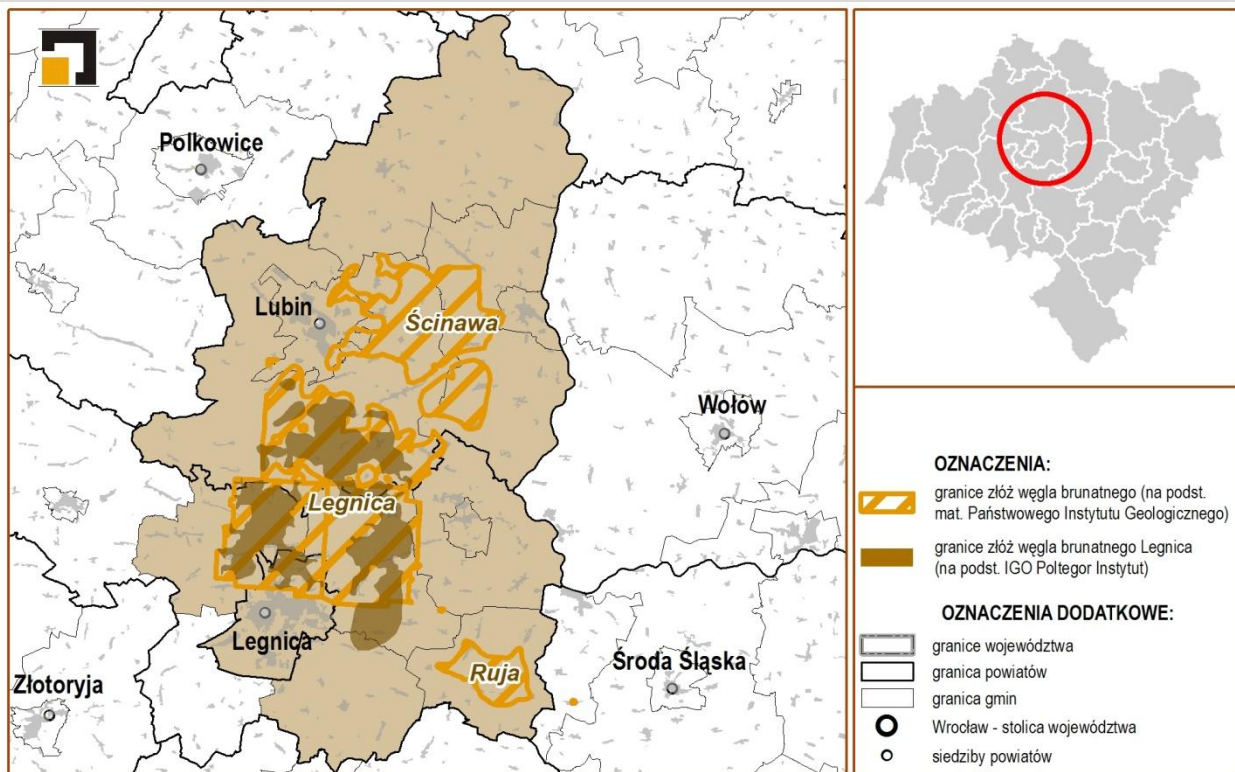 Polkowice
Lubin
Ścinawa
Wołów
Legnica
Legnica
Ruja
Środa Śląska
Złotoryja
OZNACZENIA:
granice złóż węgla brunatnego (na podst.
mat. Państwowego Instytutu Geologicznego)
granice złóż węgla brunatnego Legnica
(na podst. IGO Poltegor Instytut)
OZNACZENIA DODATKOWE:
granice województwa
granica powiatów
granica gmin
Wrocław - stolica województwa
siedziby powiatów